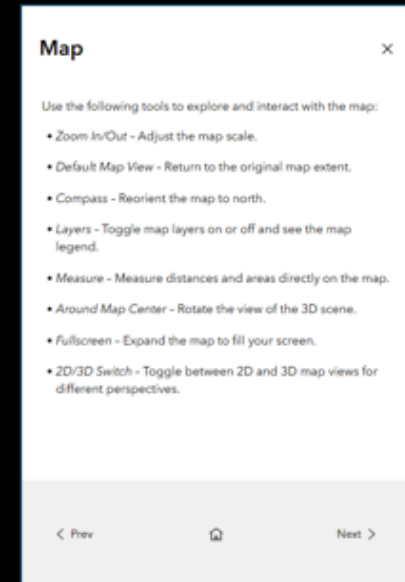 Map
Use the following tools to explore and interact with the map:
• Zoom In/Out – Adjust the map scale.
• Default Map View – Return to the original map extent.
• Compass – Reorient the map to north.
• Layers – Toggle map layers on or off and see the map
legend.
• Measure – Measure distances and areas directly on the map.
• Around Map Center – Rotate the view of the 3D scene.
• Fullscreen – Expand the map to fill your screen.
• 2D/3D Switch – Toggle between 2D and 3D map views for
different perspectives.
< Prev
Next >